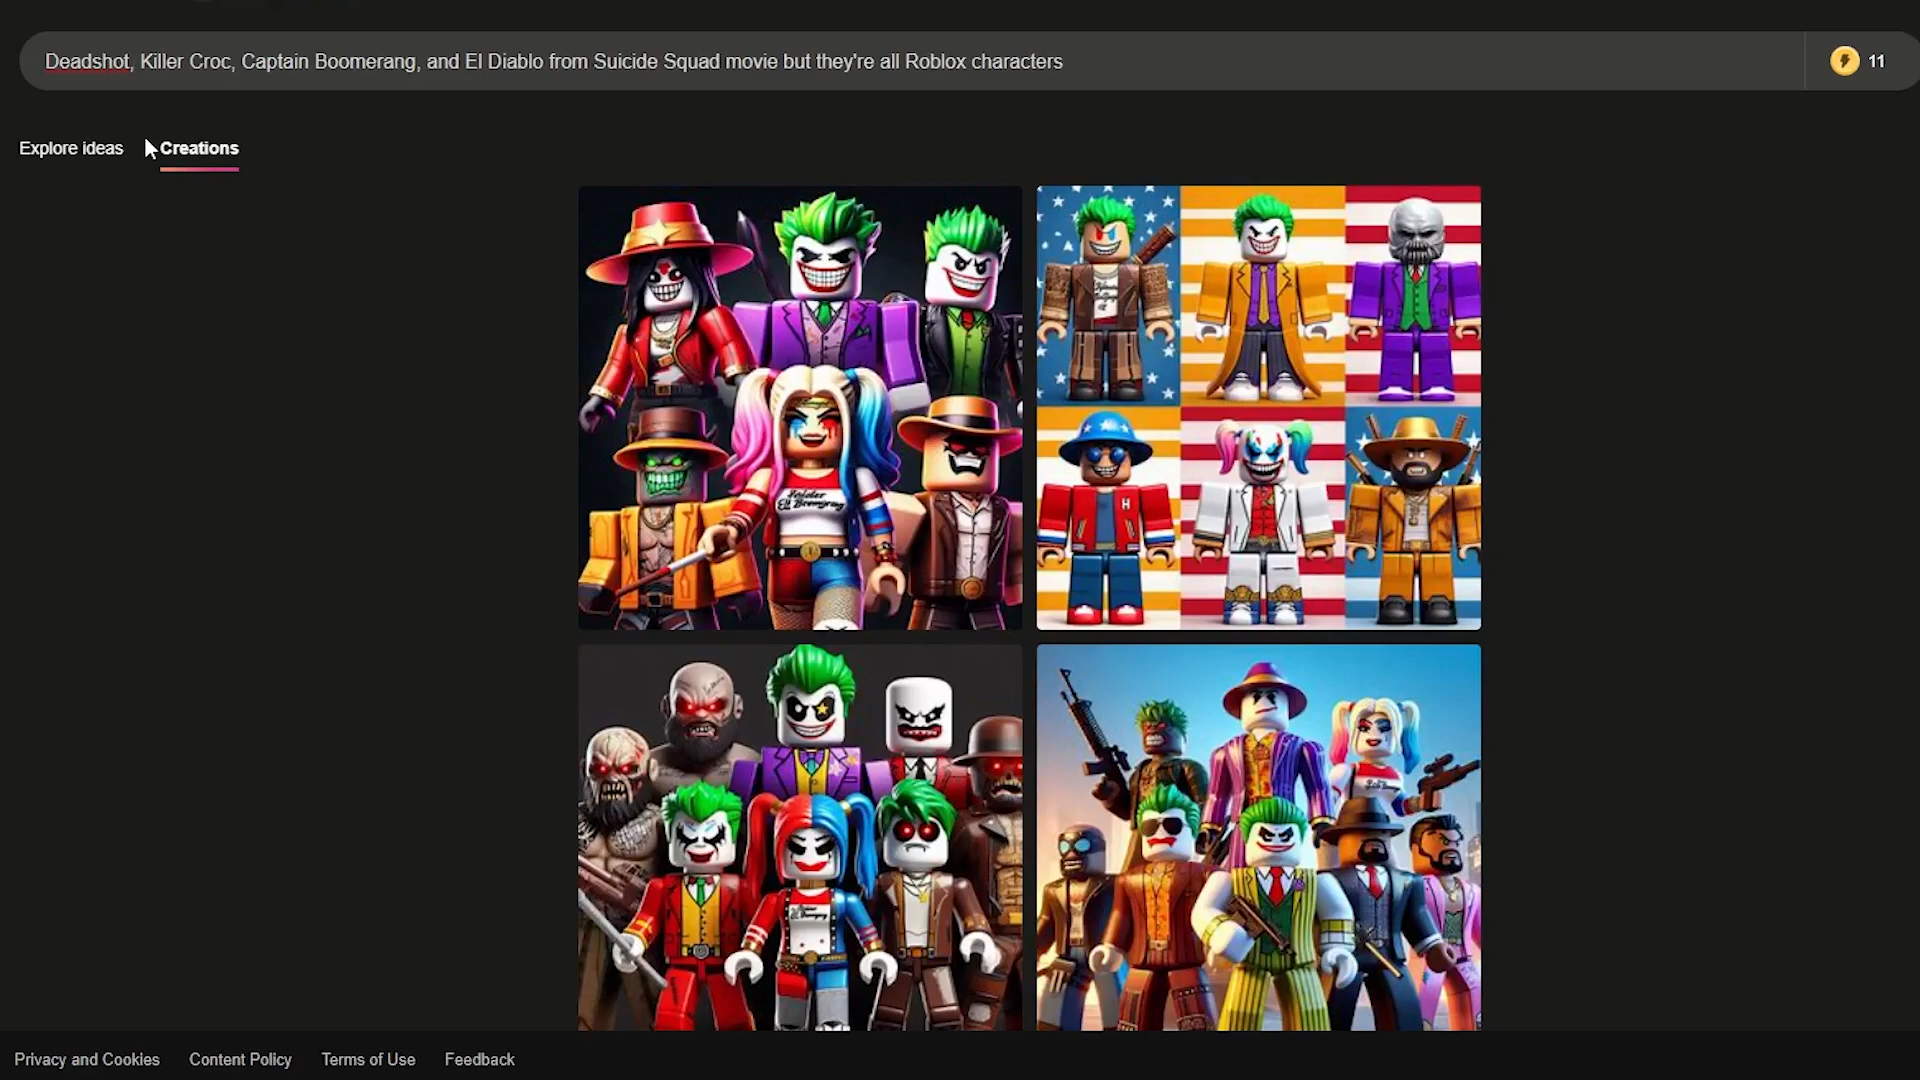 Deadshot, Killer Croc, Captain Boomerang, and El Diablo from Suicide Squad movie but they're all Roblox characters
11
Explore ideas
Creations
H
Privacy and Cookies
Content Policy
Terms of Use
Feedback